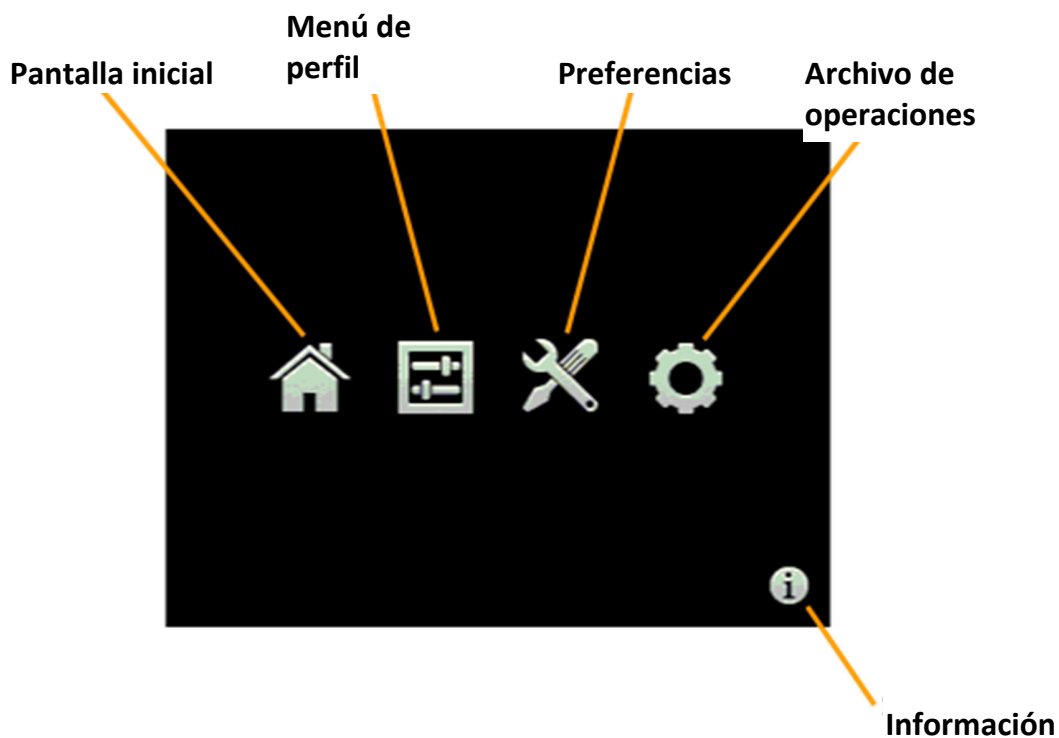 Menú de
perfil
Pantalla inicial
Preferencias
Archivo de
operaciones
i
Información